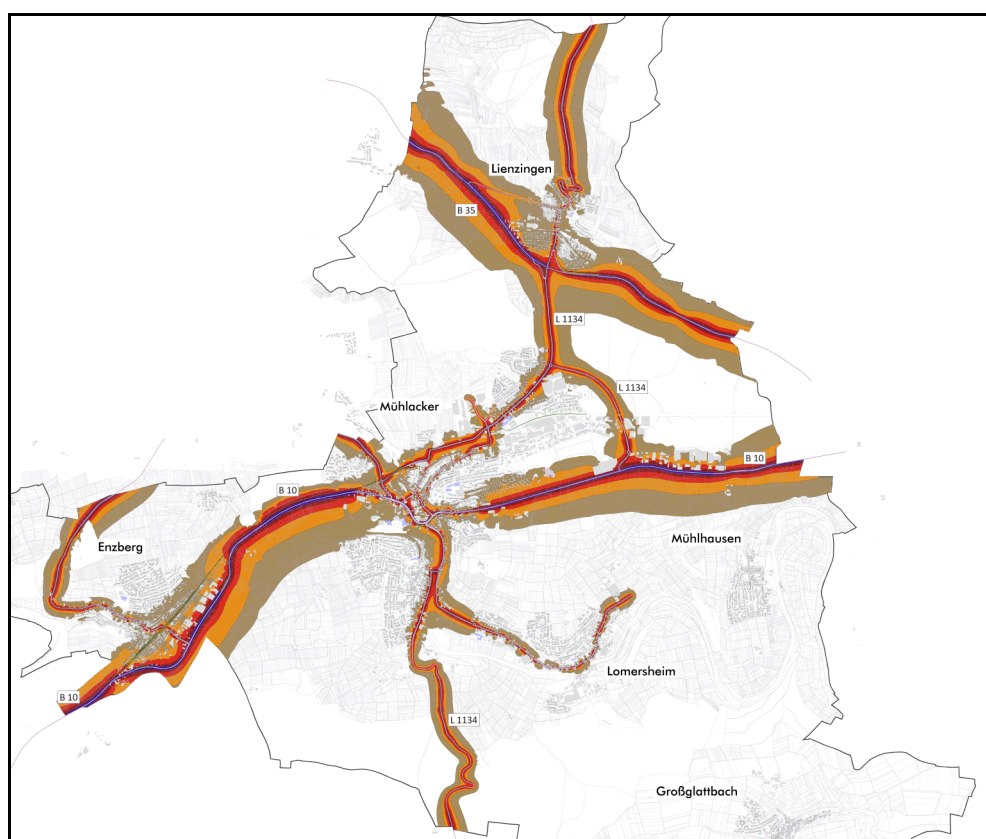 Lienzingen
B 35
L 1134
L 1134
Mühlacker
B 10
B 10
Mühlhausen
Enzberg
Lomersheim
B 10
L 1134
Großglattbach